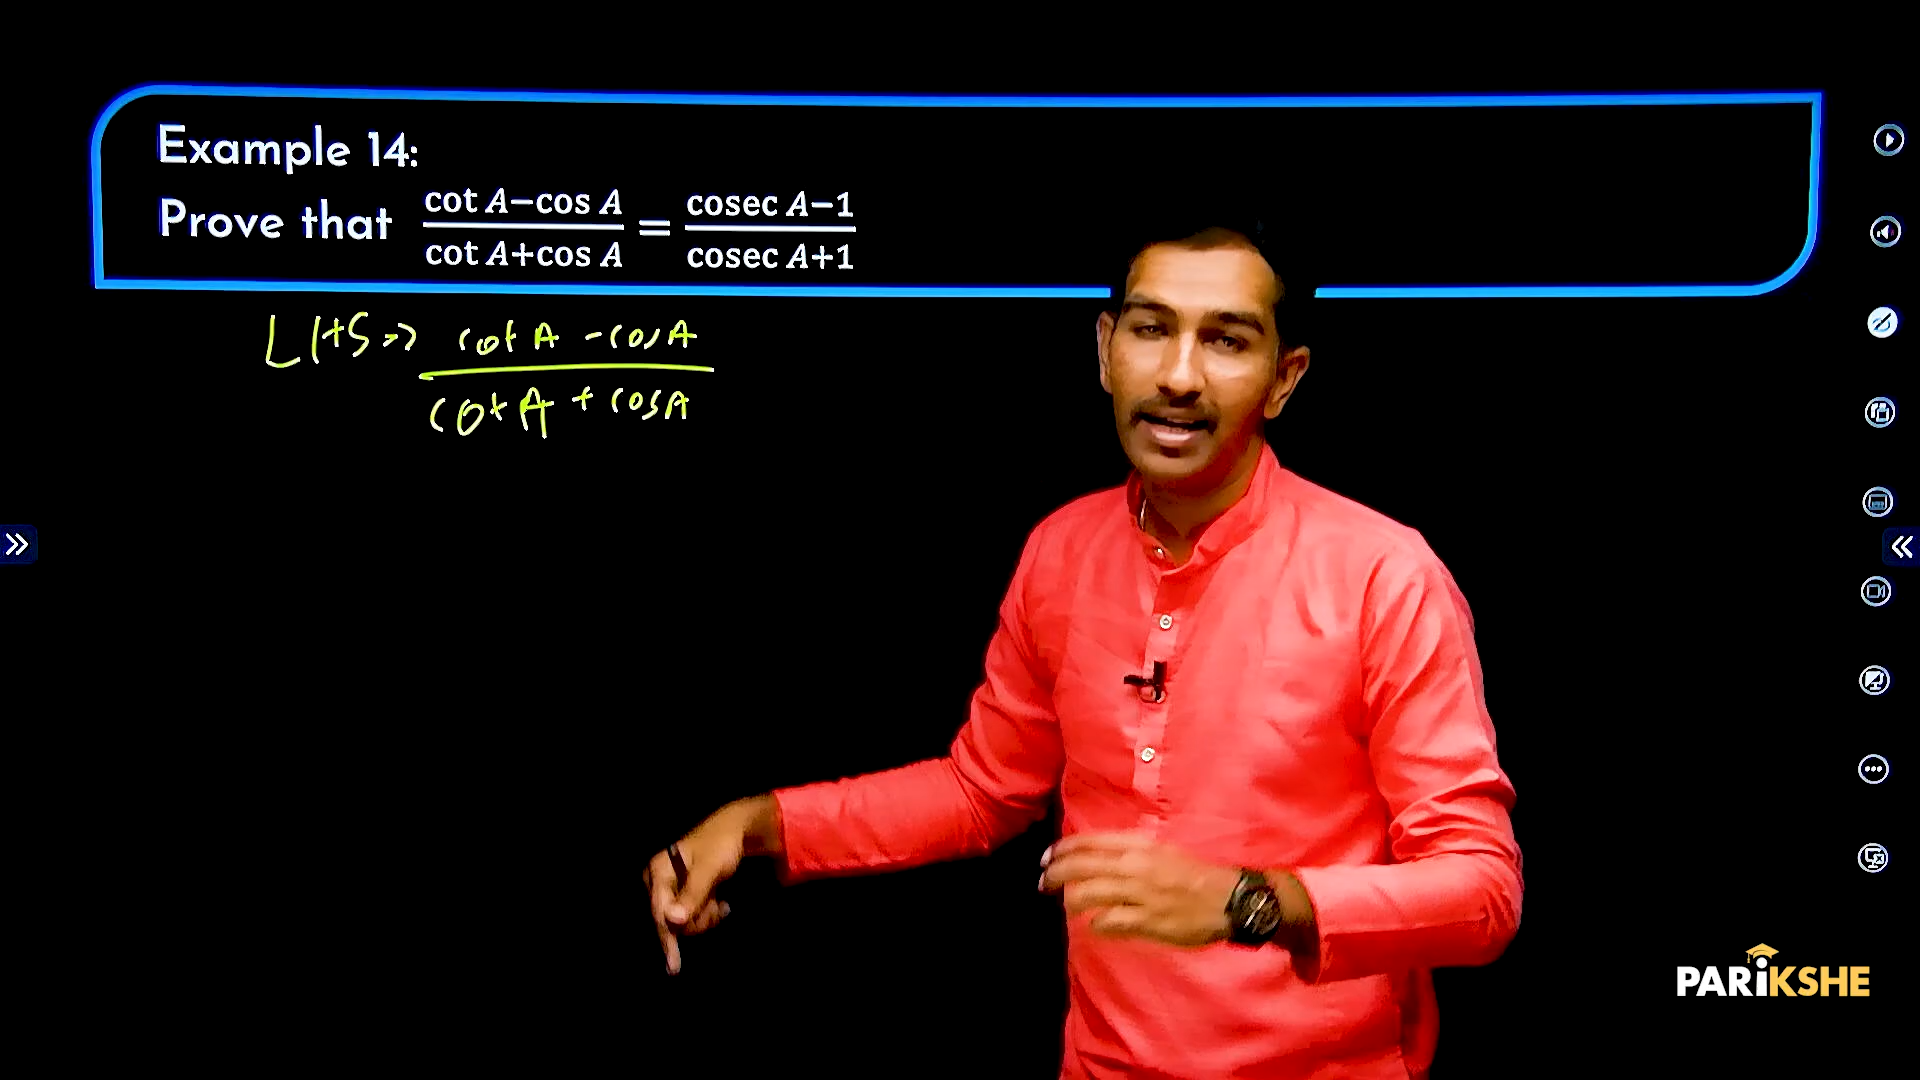 Example 14:
Prove that cot A−cos A / cot A+cos A = cosec A−1 / cosec A+1
LHS => cot A - cos A
cot A + cos A
PARiKSHE